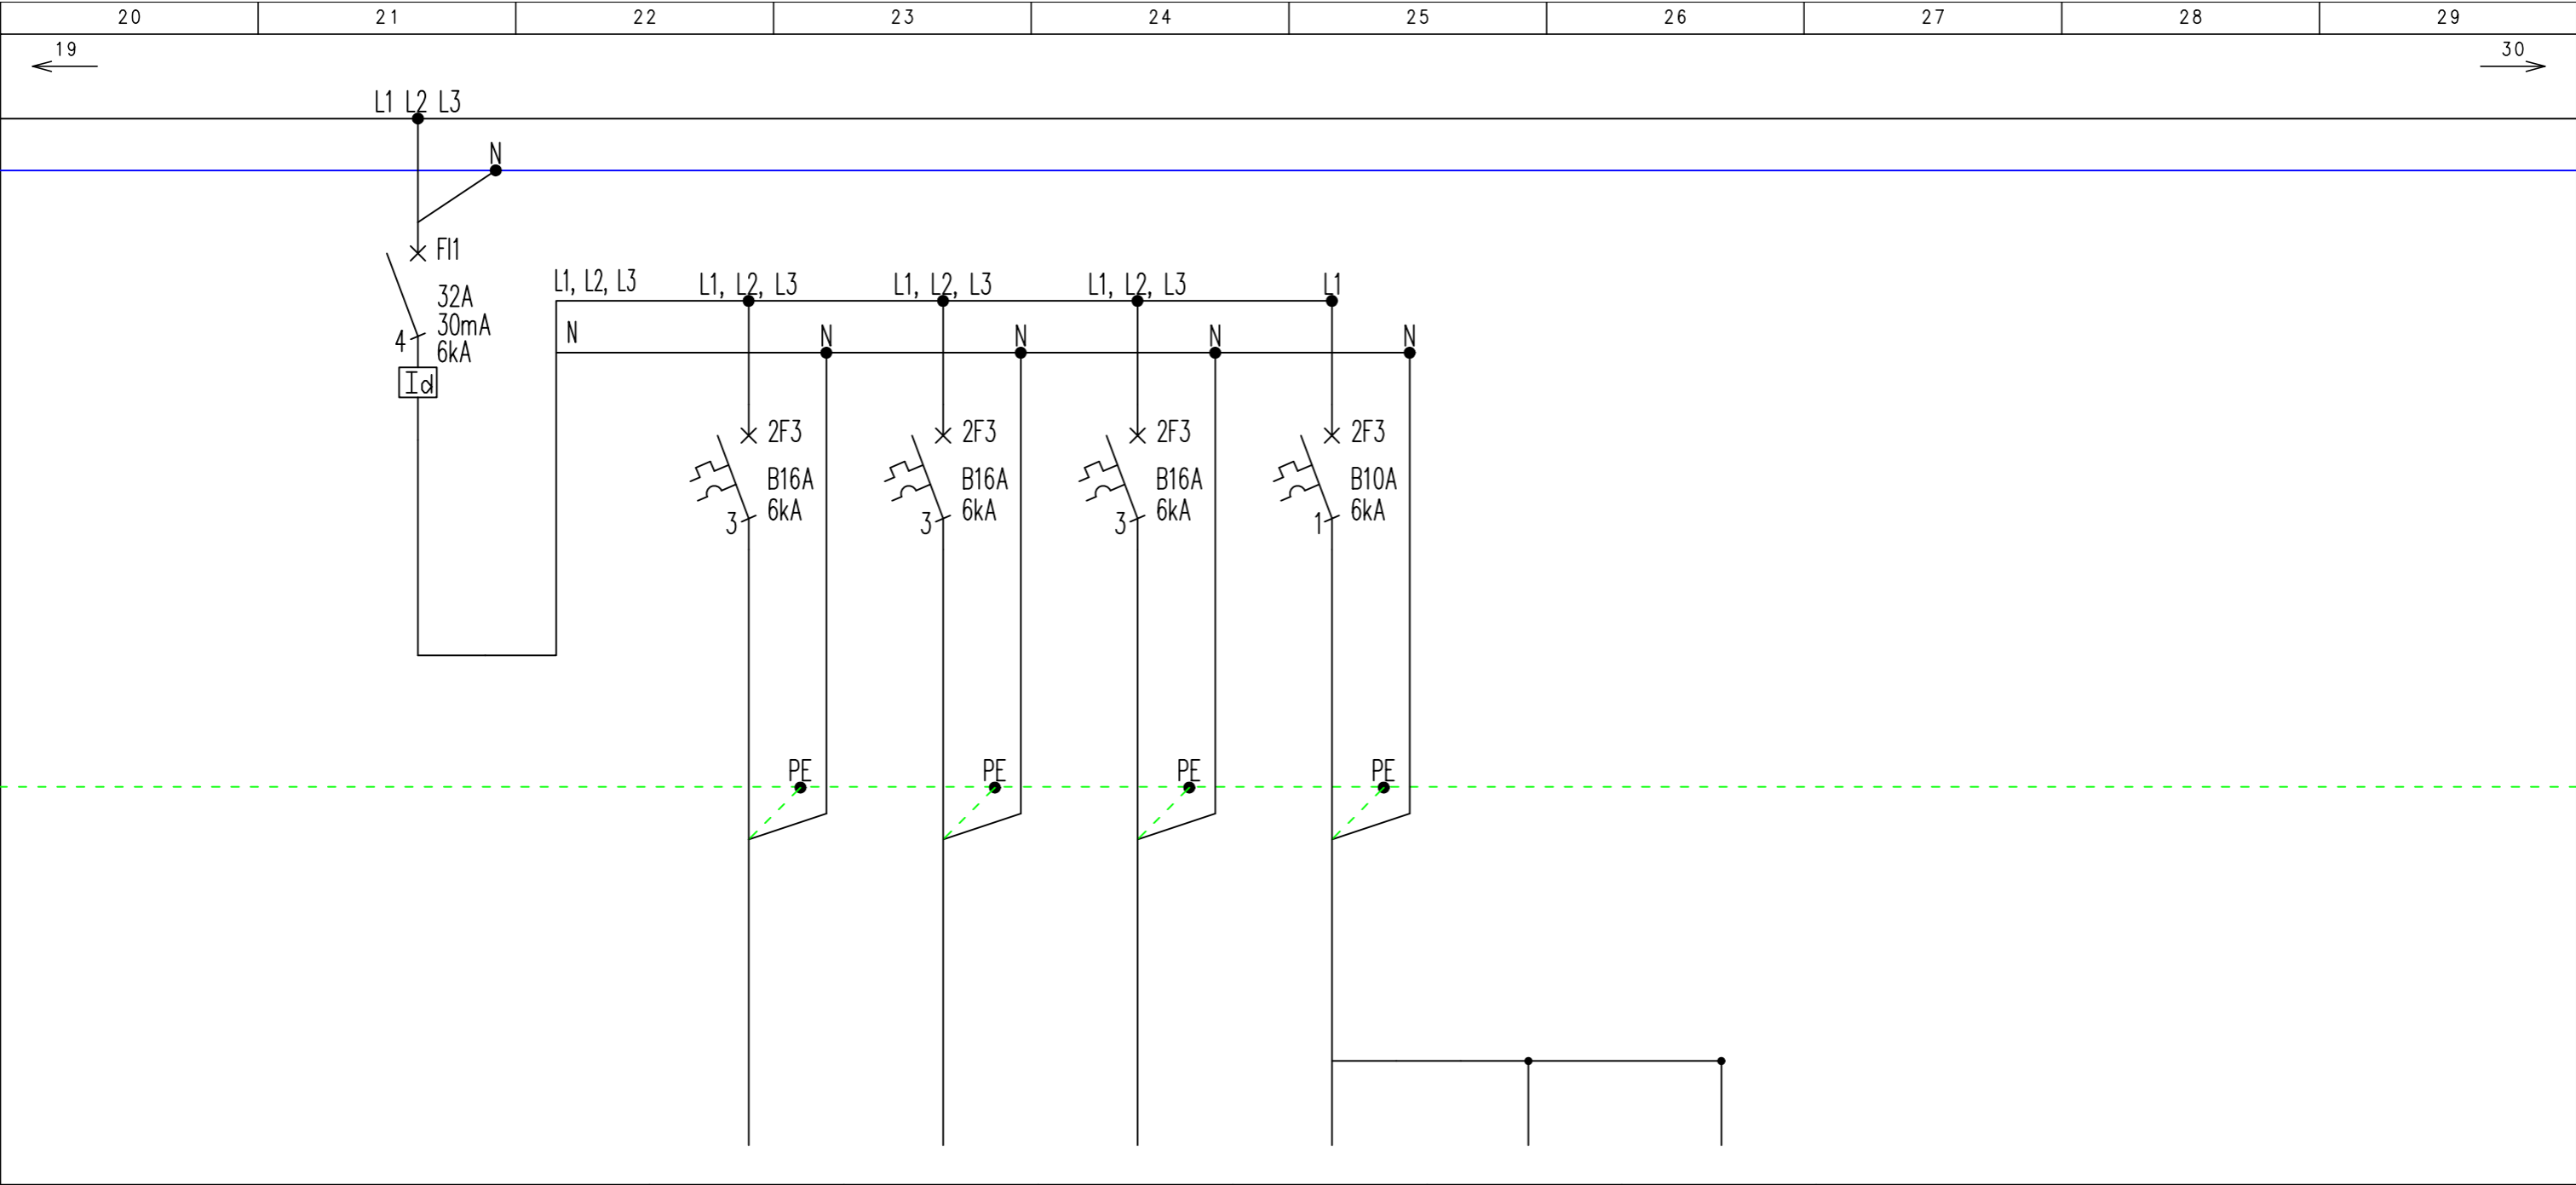 20 21 22 23 24 25 26 27 28 29
19 30
L1 L2 L3
N
FI1
32A
30mA
4
6kA
Id
L1, L2, L3 L1, L2, L3 L1, L2, L3 L1, L2, L3 L1
N N N N N
2F3 2F3 2F3 2F3
B16A B16A B16A B10A
6kA 6kA 6kA 6kA
3 3 3 1
PE PE PE PE